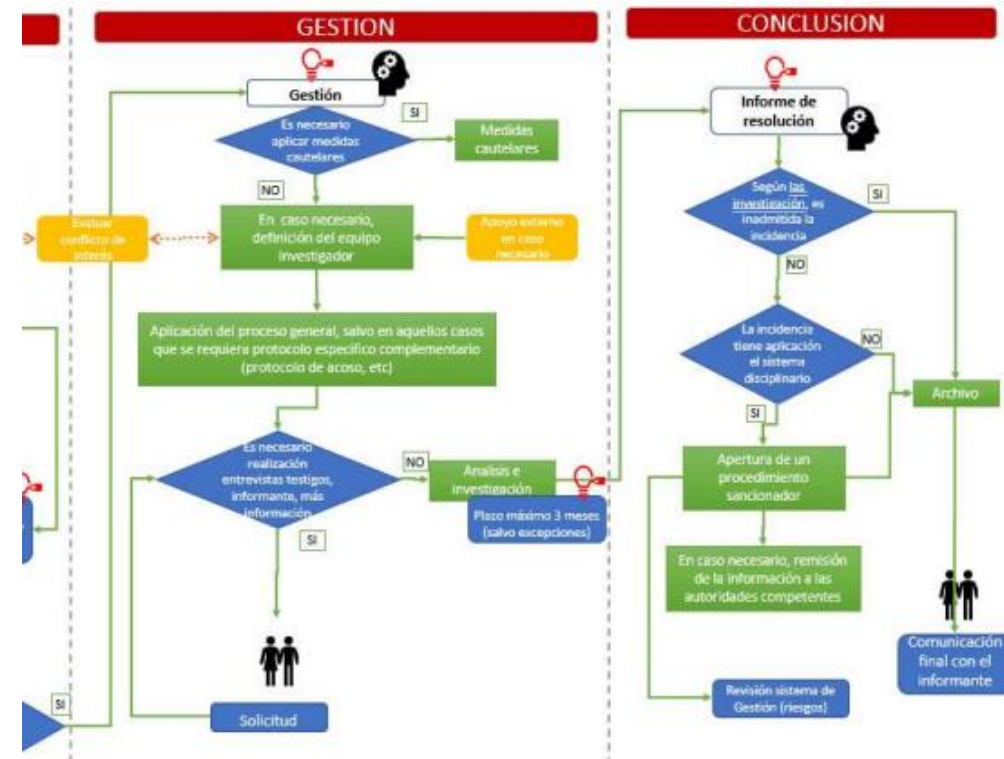 GESTION
Gestión
Es necesario
aplicar medidas
cautelares
SI
Medidas
cautelares
NO
Evaluar
conflicto de
interés
En caso necesario,
definición del equipo
investigador
Apoyo externo
en caso
necesario
Aplicación del proceso general, salvo en aquellos casos
que se requiera protocolo especifico complementario
(protocolo de acoso, etc)
Es necesario
realización
entrevistas testigos,
informante, más
información
NO
Analisis e
investigación
Plazo máximo 3 meses
(salvo excepciones)
SI
Solicitud
SI
CONCLUSION
Informe de
resolución
Según las
investigación, es
inadmitida la
incidencia
SI
NO
La incidencia
tiene aplicación
el sistema
disciplinario
NO
SI
Archivo
Apertura de un
procedimiento
sancionador
En caso necesario, remisión
de la información a las
autoridades competentes
Comunicación
final con el
informante
Revisión sistema de
Gestión (riesgos)